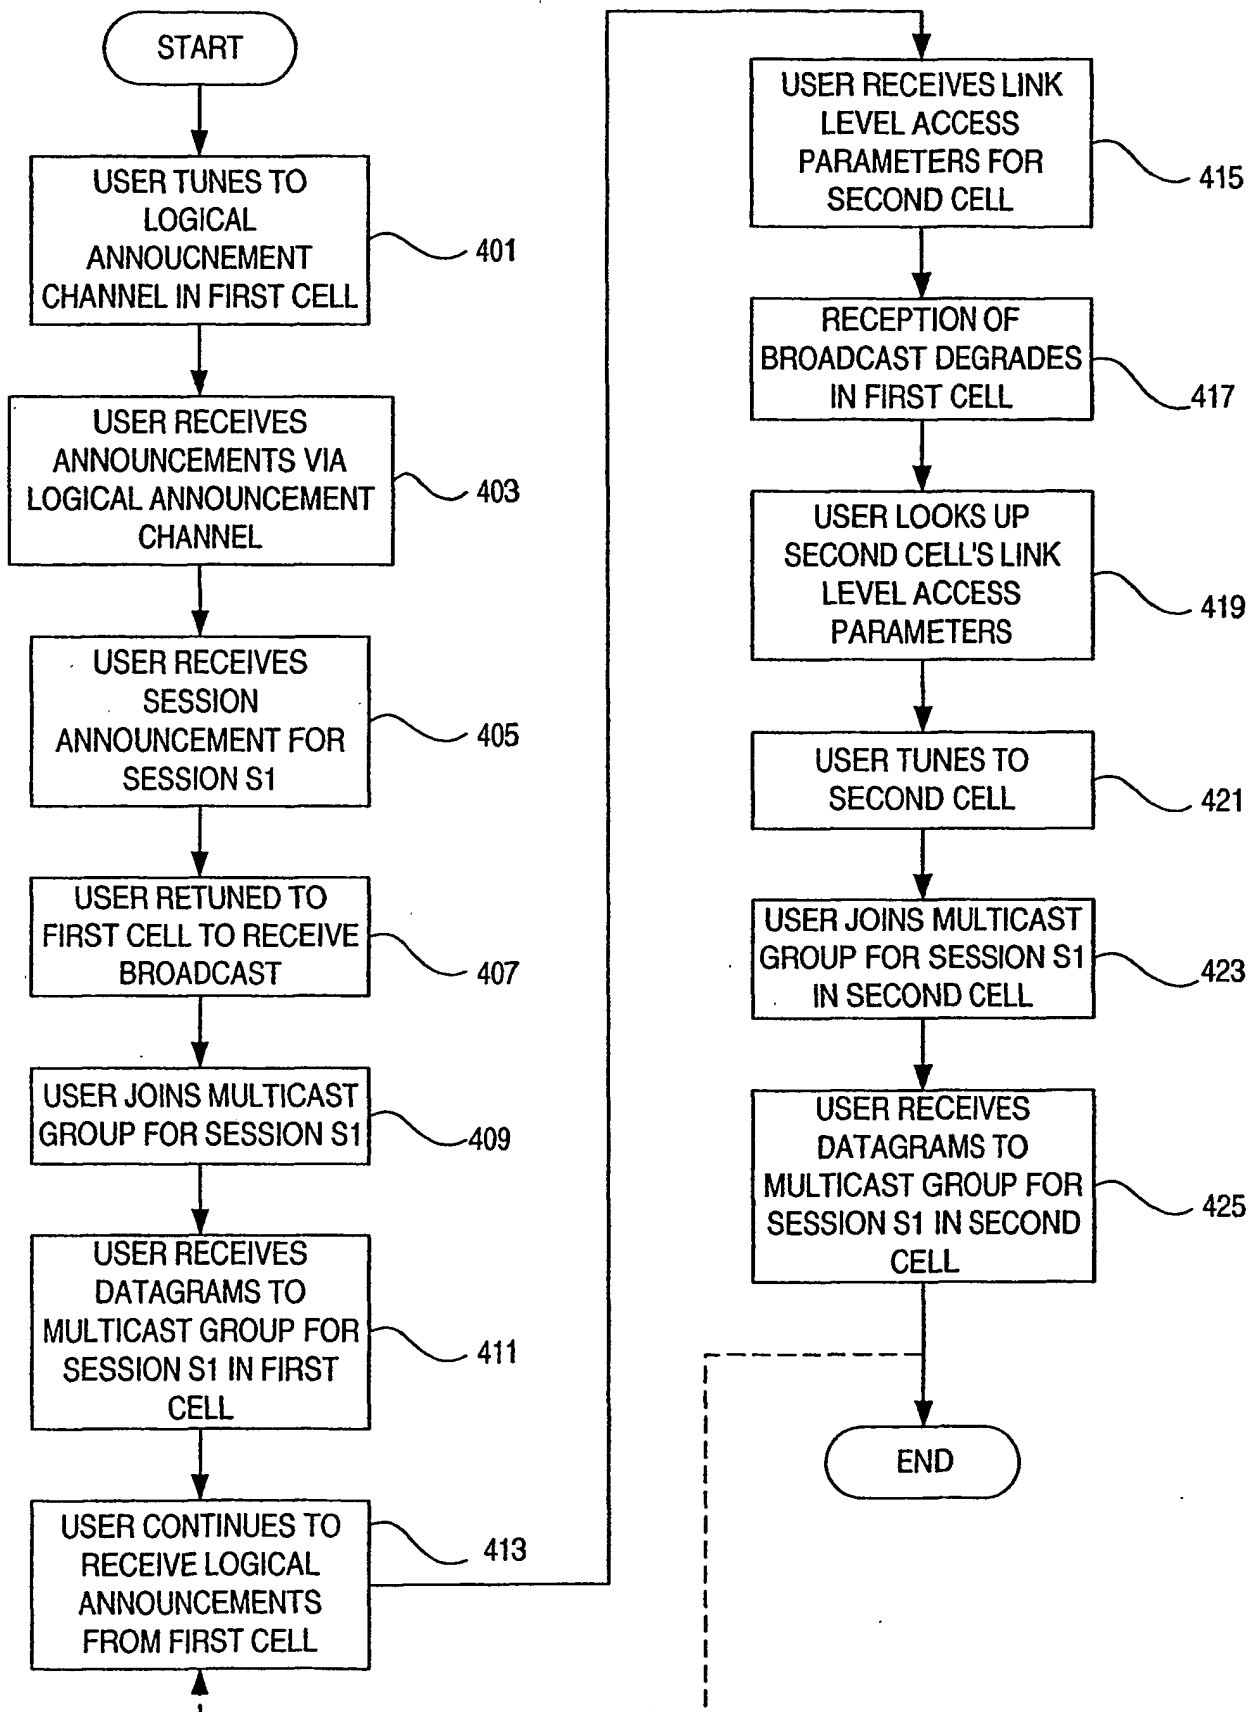 START
USER TUNES TO
LOGICAL
ANNOUCNEMENT
CHANNEL IN FIRST CELL
401
USER RECEIVES
ANNOUNCEMENTS VIA
LOGICAL ANNOUNCEMENT
CHANNEL
403
USER RECEIVES
SESSION
ANNOUNCEMENT FOR
SESSION S1
405
USER RETUNED TO
FIRST CELL TO RECEIVE
BROADCAST
407
USER JOINS MULTICAST
GROUP FOR SESSION S1
409
USER RECEIVES
DATAGRAMS TO
MULTICAST GROUP FOR
SESSION S1 IN FIRST
CELL
411
USER CONTINUES TO
RECEIVE LOGICAL
ANNOUNCEMENTS
FROM FIRST CELL
413
USER RECEIVES LINK
LEVEL ACCESS
PARAMETERS FOR
SECOND CELL
415
RECEPTION OF
BROADCAST DEGRADES
IN FIRST CELL
417
USER LOOKS UP
SECOND CELL'S LINK
LEVEL ACCESS
PARAMETERS
419
USER TUNES TO
SECOND CELL
421
USER JOINS MULTICAST
GROUP FOR SESSION S1
IN SECOND CELL
423
USER RECEIVES
DATAGRAMS TO
MULTICAST GROUP FOR
SESSION S1 IN SECOND
CELL
425
END